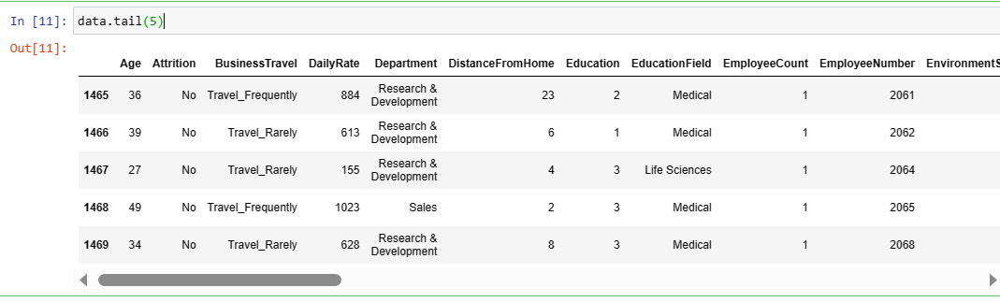 In [11]: data.tail(5)
Out[11]:
Age Attrition BusinessTravel DailyRate Department DistanceFromHome Education EducationField EmployeeCount EmployeeNumber EnvironmentS
1465 36 No Travel_Frequently 884 Research & Development 23 2 Medical 1 2061
1466 39 No Travel_Rarely 613 Research & Development 6 1 Medical 1 2062
1467 27 No Travel_Rarely 155 Research & Development 4 3 Life Sciences 1 2064
1468 49 No Travel_Frequently 1023 Sales 2 3 Medical 1 2065
1469 34 No Travel_Rarely 628 Research & Development 8 3 Medical 1 2068